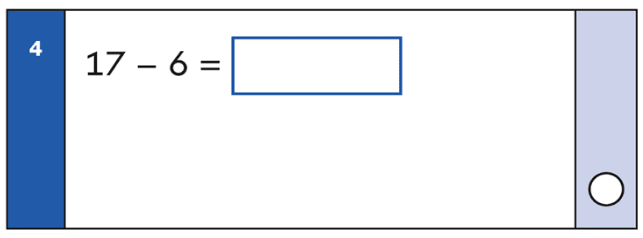 4
17 – 6 =